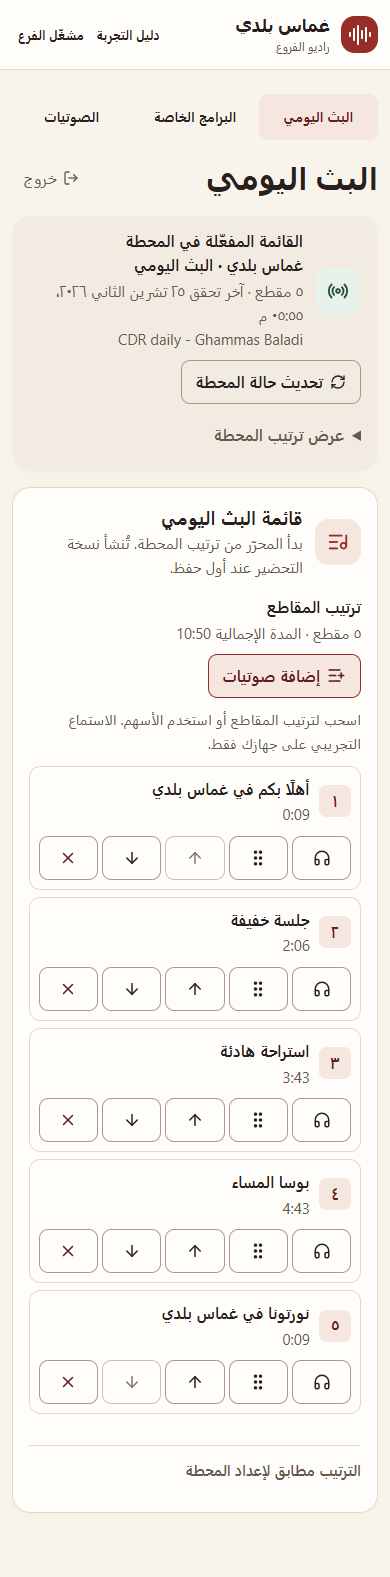 غماس بلدي
راديو الفروع
دليل التجربة
مشغّل الفرع
البث اليومي
البرامج الخاصة
الصوتيات
البث اليومي
خروج
القائمة المفعّلة في المحطة
غماس بلدي · البث اليومي
٥ مقطع · آخر تحقق ٢٥ تشرين الثاني ٢٠٢٦،
٠٥:٥٥ م
CDR daily - Ghammas Baladi
تحديث حالة المحطة
عرض ترتيب المحطة
قائمة البث اليومي
بدأ المحرّر من ترتيب المحطة. تُنشأ نسخة
التحضير عند أول حفظ.
ترتيب المقاطع
٥ مقطع · المدة الإجمالية 10:50
إضافة صوتيات
اسحب لترتيب المقاطع أو استخدم الأسهم. الاستماع
التجريبي على جهازك فقط.
١
أهلًا بكم في غماس بلدي
0:09
٢
جلسة خفيفة
2:06
٣
استراحة هادئة
3:43
٤
بوسا المساء
4:43
٥
نورتونا في غماس بلدي
0:09
الترتيب مطابق لإعداد المحطة